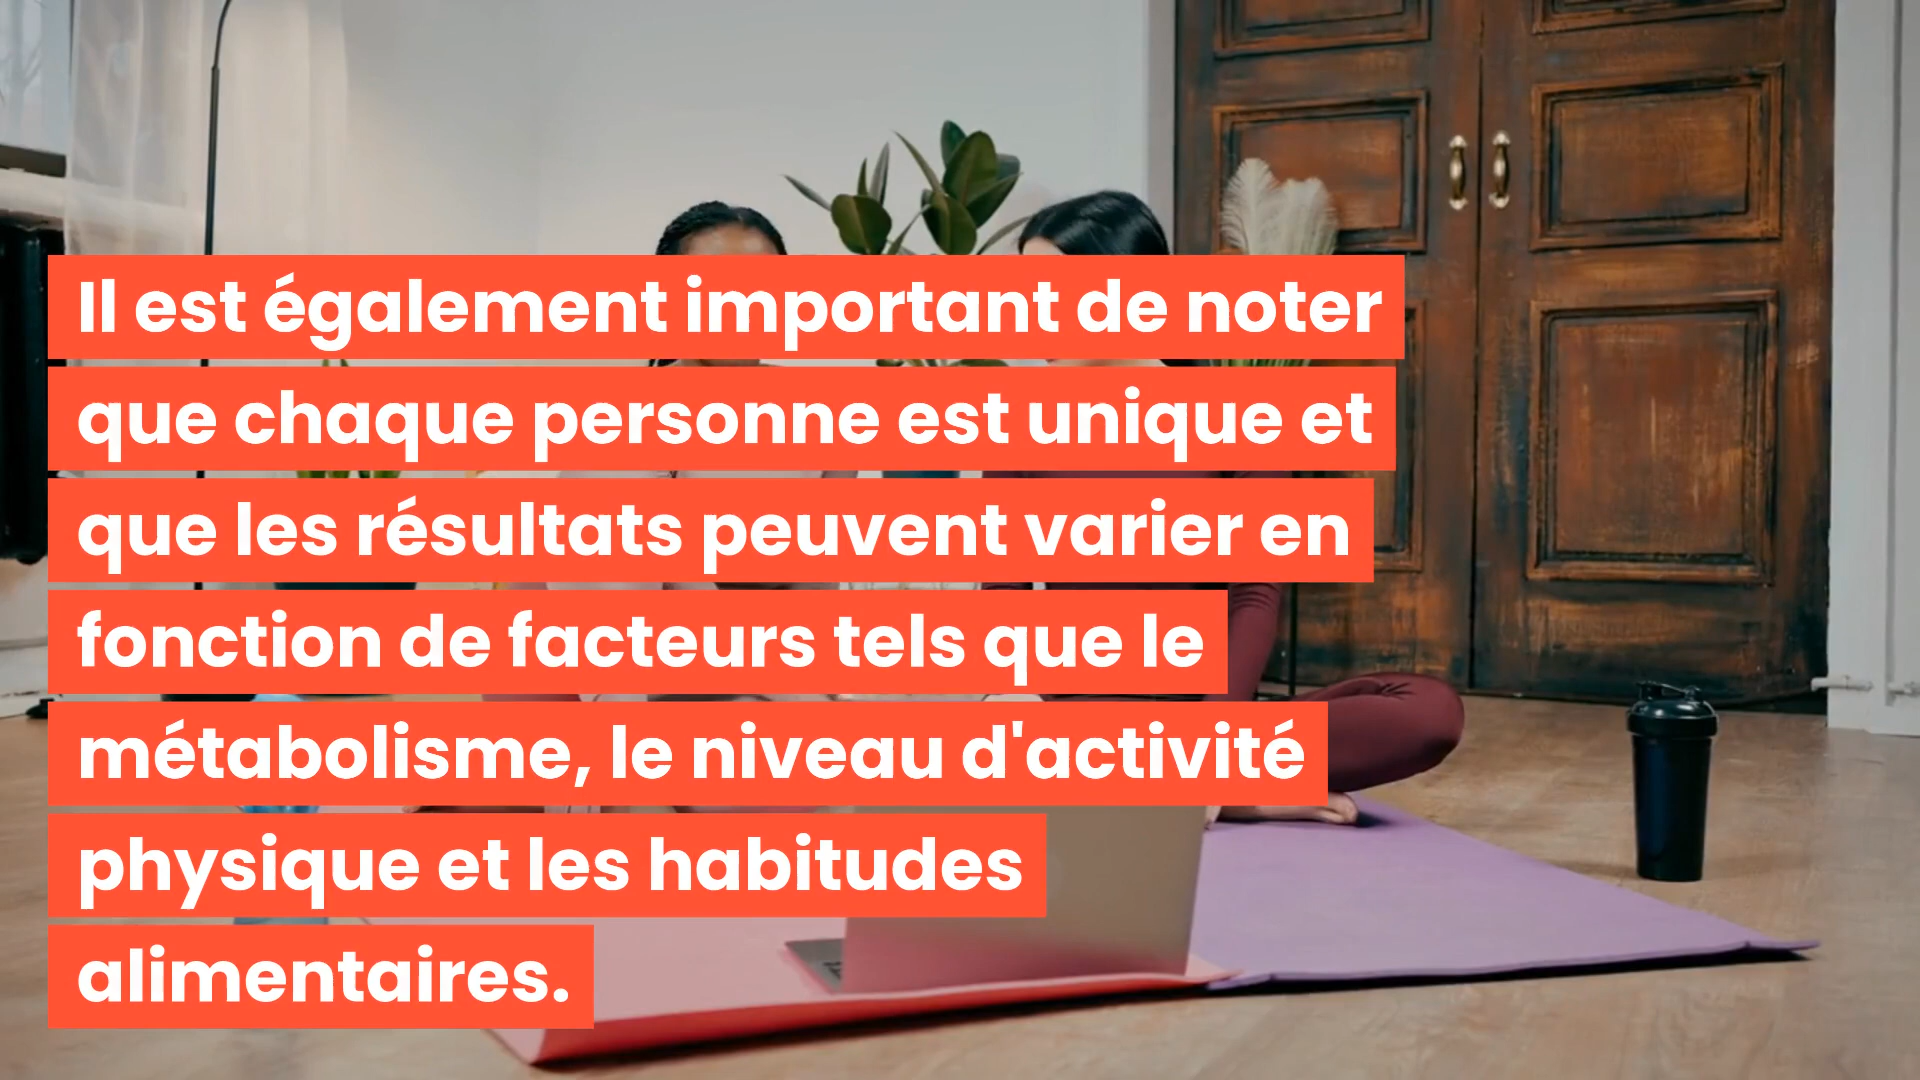 Il est également important de noter
que chaque personne est unique et
que les résultats peuvent varier en
fonction de facteurs tels que le
métabolisme, le niveau d'activité
physique et les habitudes
alimentaires.